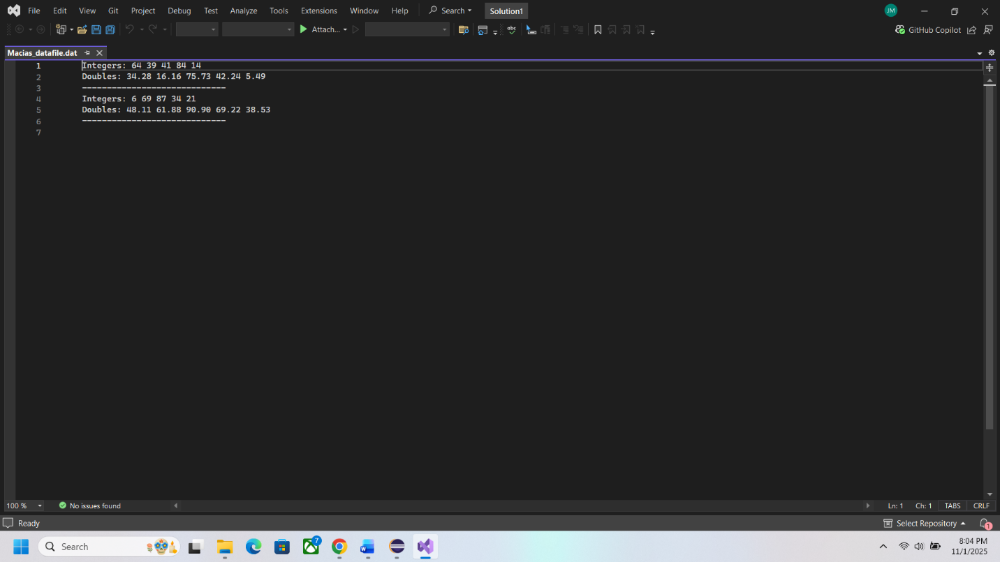 File Edit View Git Project Debug Test Analyze Tools Extensions Window Help Search Solution1 JM
Attach... abc GitHub Copilot
Macias_datafile.dat
1 Integers: 64 39 41 84 14
2 Doubles: 34.28 16.16 75.73 42.24 5.49
3 -----------------------------
4 Integers: 6 69 87 34 21
5 Doubles: 48.11 61.88 90.90 69.22 38.53
6 -----------------------------
7
100 % No issues found Ln: 1 Ch: 1 TABS CRLF
Ready Select Repository 1
Search 7 W 8:04 PM
11/1/2025